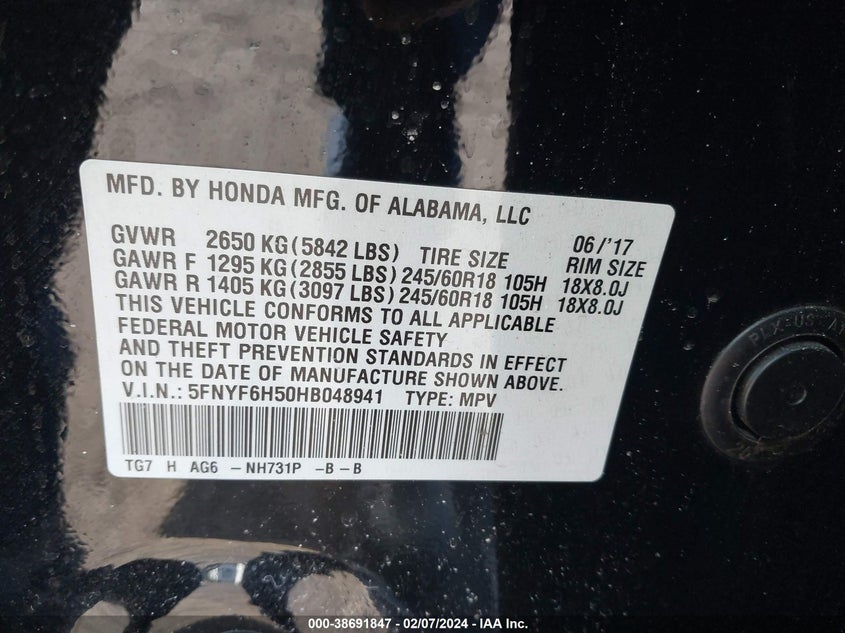 MFD. BY HONDA MFG. OF ALABAMA, LLC
06/'17
GVWR 2650 KG (5842 LBS) TIRE SIZE RIM SIZE
GAWR F 1295 KG (2855 LBS) 245/60R18 105H 18X8.0J
GAWR R 1405 KG (3097 LBS) 245/60R18 105H 18X8.0J
THIS VEHICLE CONFORMS TO ALL APPLICABLE
FEDERAL MOTOR VEHICLE SAFETY
AND THEFT PREVENTION STANDARDS IN EFFECT
ON THE DATE OF MANUFACTURE SHOWN ABOVE.
V.I.N.: 5FNYF6H50HB048941 TYPE: MPV
TG7 H AG6 – NH731P –B – B
000-38691847 - 02/07/2024 - IAA Inc.